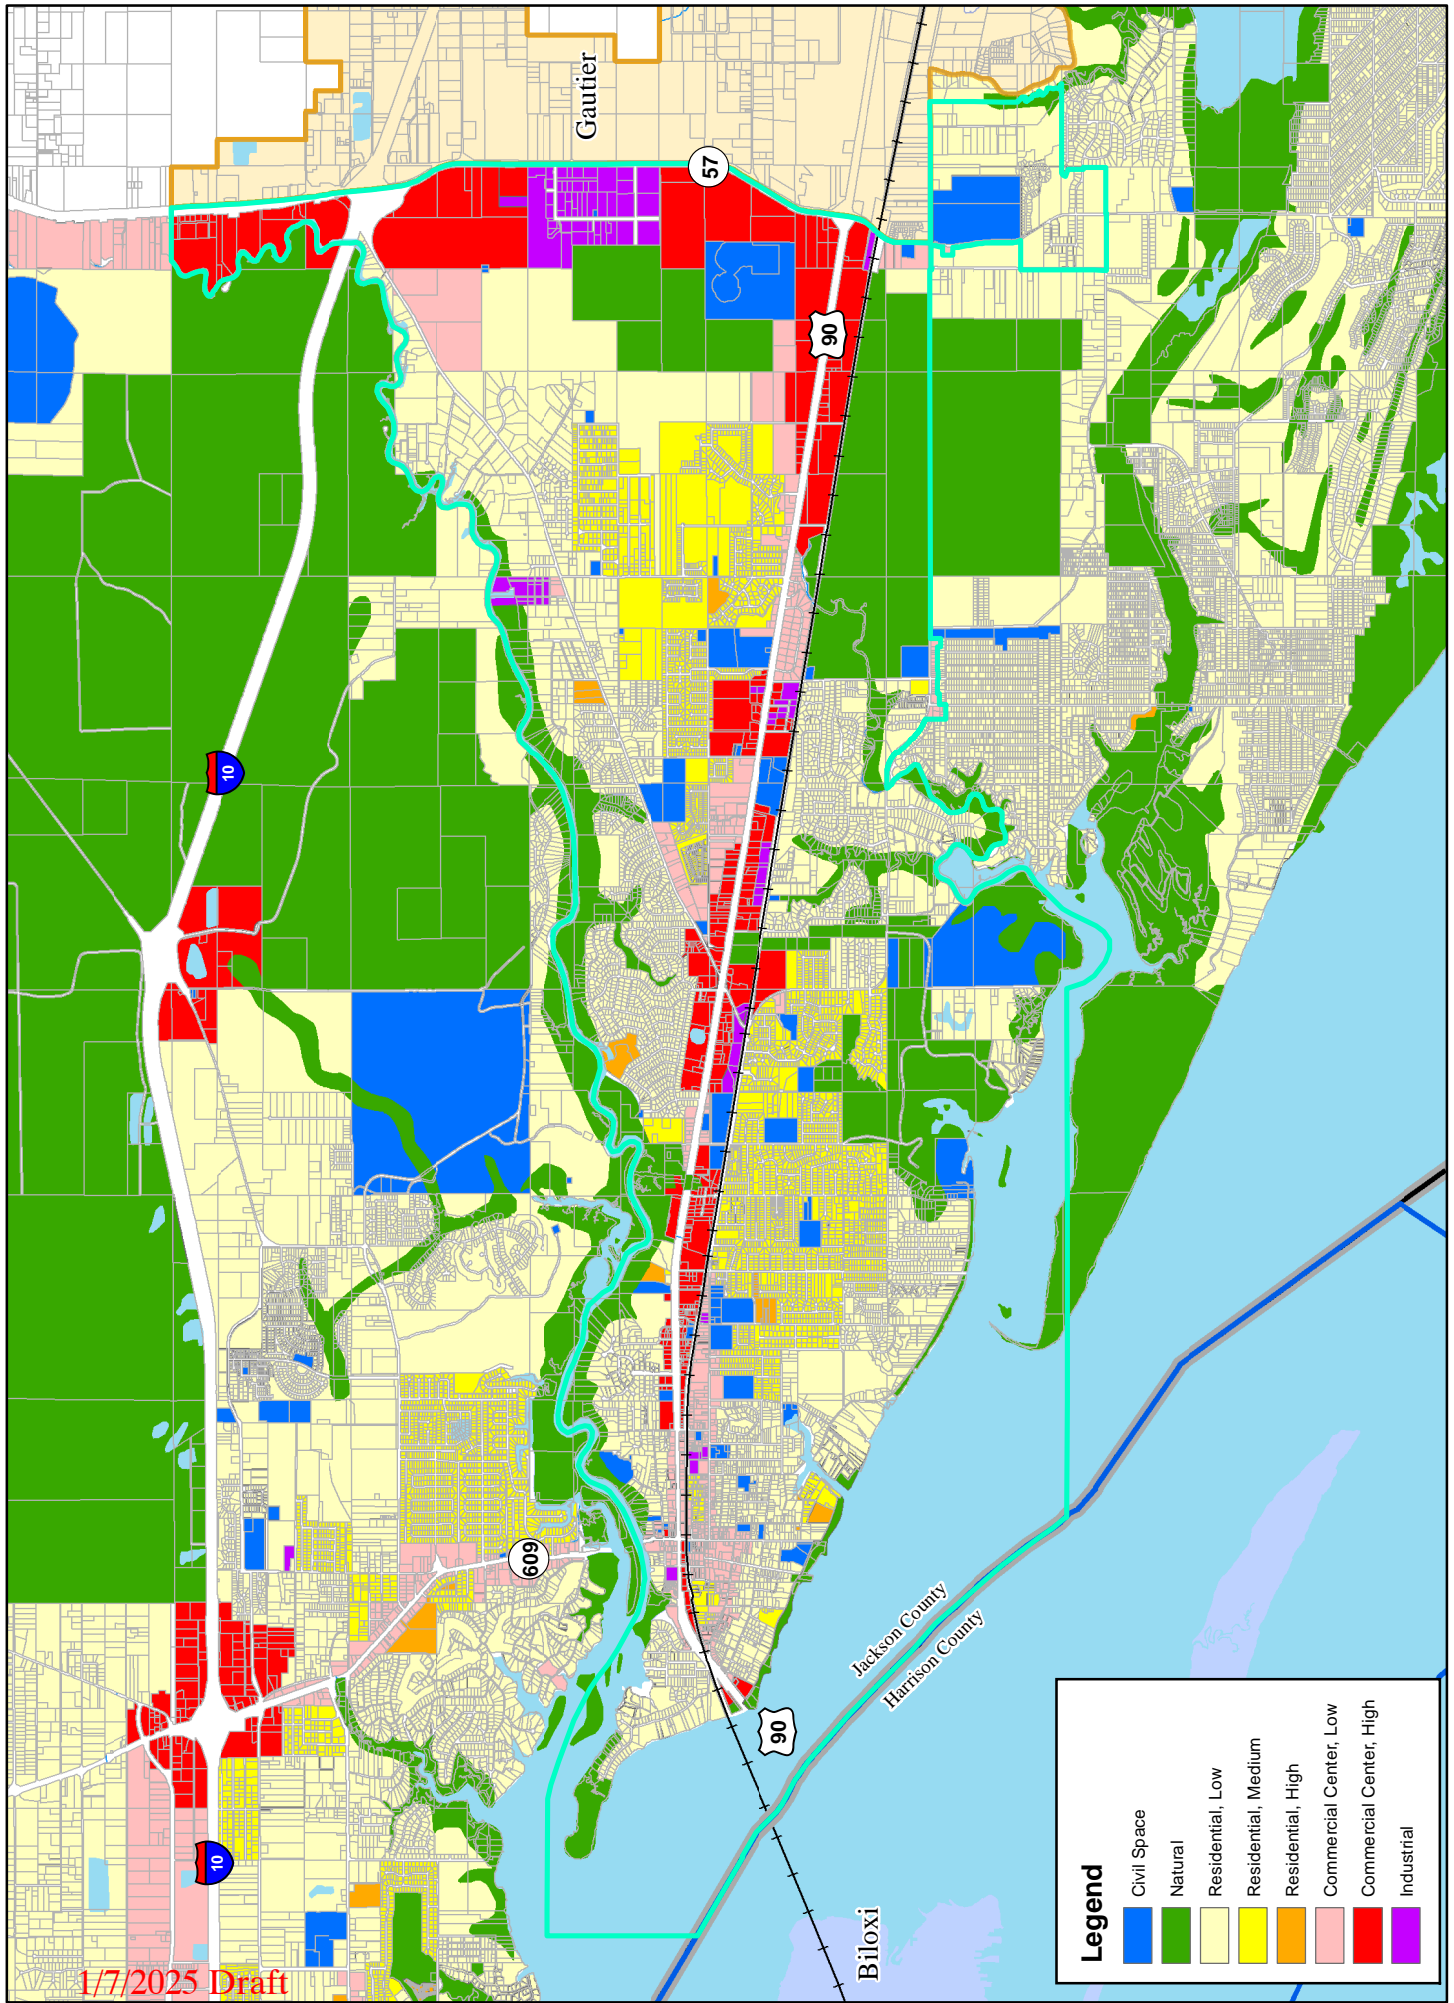 Gautier
57
90
10
609
Jackson County
Harrison County
90
10
Biloxi
Legend
Civil Space
Natural
Residential, Low
Residential, Medium
Residential, High
Commercial Center, Low
Commercial Center, High
Industrial
1/7/2025 Draft